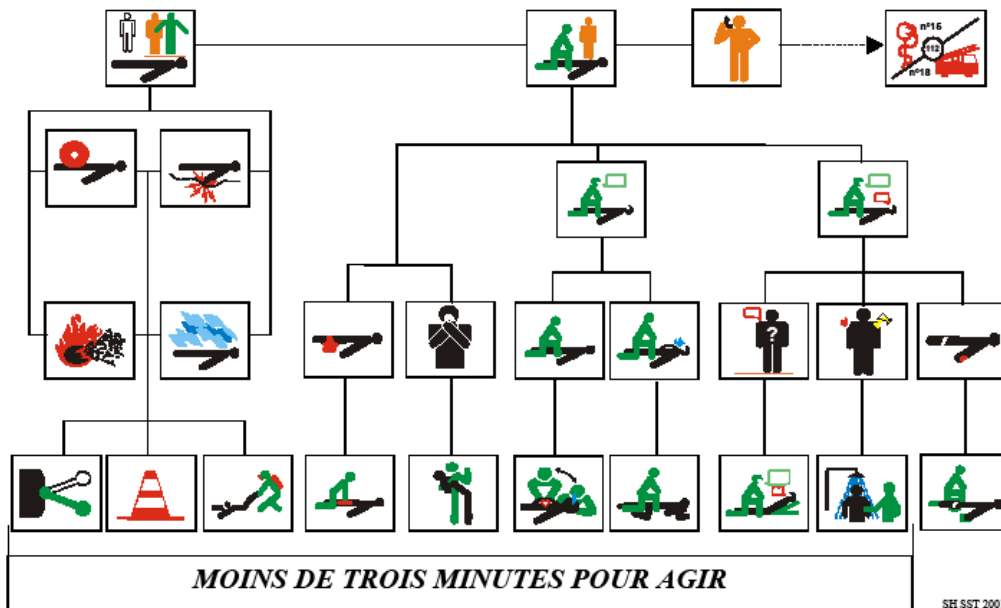 n°15
112
n°18
?
MOINS DE TROIS MINUTES POUR AGIR
SH SST 200